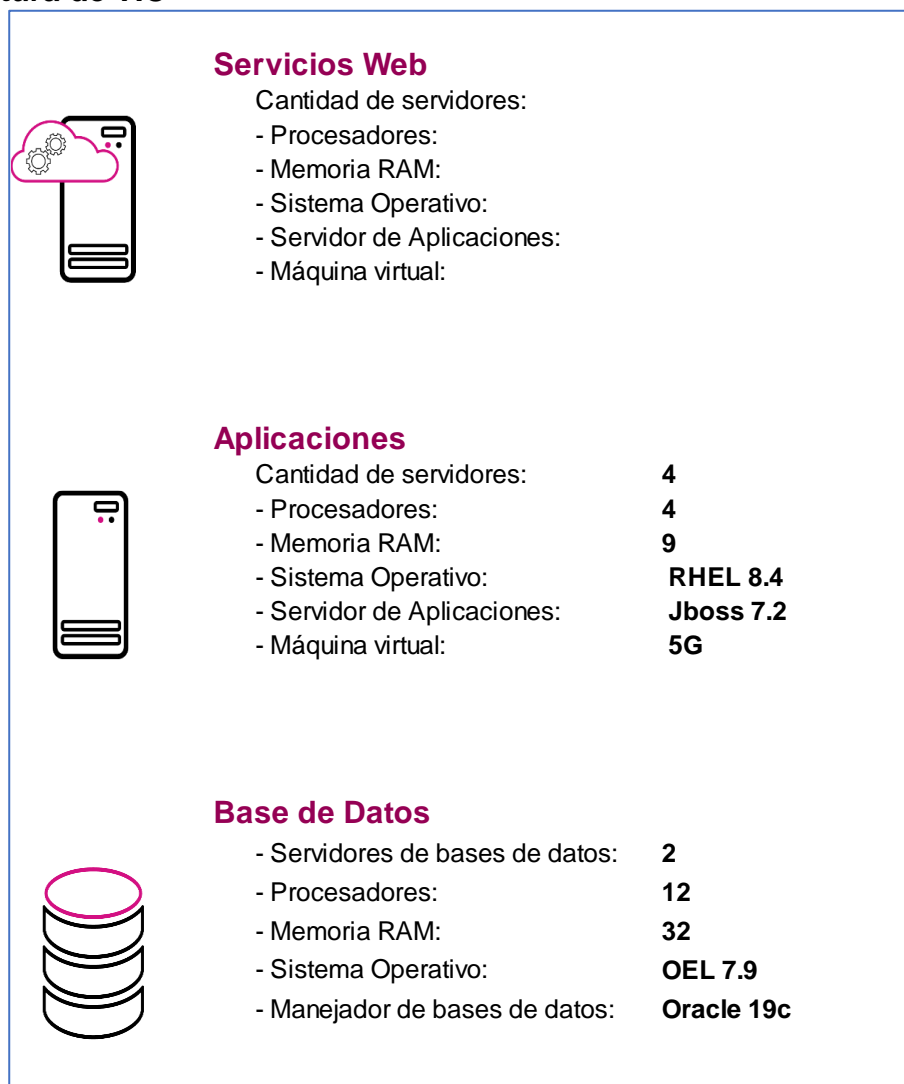 Servicios Web
Cantidad de servidores:
- Procesadores:
- Memoria RAM:
- Sistema Operativo:
- Servidor de Aplicaciones:
- Máquina virtual:
Aplicaciones
Cantidad de servidores: 4
- Procesadores: 4
- Memoria RAM: 9
- Sistema Operativo: RHEL 8.4
- Servidor de Aplicaciones: Jboss 7.2
- Máquina virtual: 5G
Base de Datos
- Servidores de bases de datos: 2
- Procesadores: 12
- Memoria RAM: 32
- Sistema Operativo: OEL 7.9
- Manejador de bases de datos: Oracle 19c